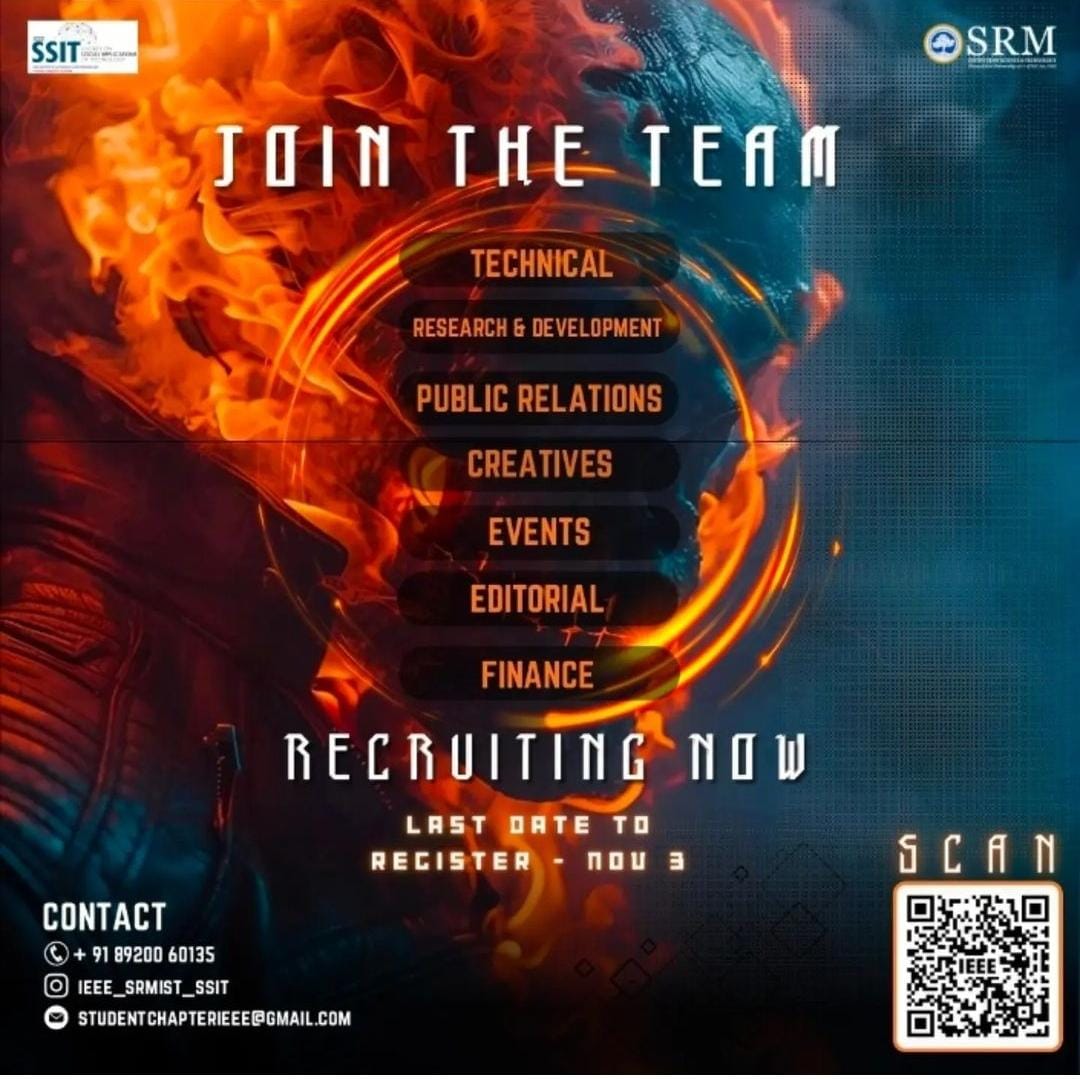 SSIT
SRM
JOIN THE TEAM
TECHNICAL
RESEARCH & DEVELOPMENT
PUBLIC RELATIONS
CREATIVES
EVENTS
EDITORIAL
FINANCE
RECRUITING NOW
LAST DATE TO
REGISTER - NOV 3
SCAN
IEEE
CONTACT
+ 91 89200 60135
IEEE_SRMIST_SSIT
STUDENTCHAPTERIEEE@GMAIL.COM